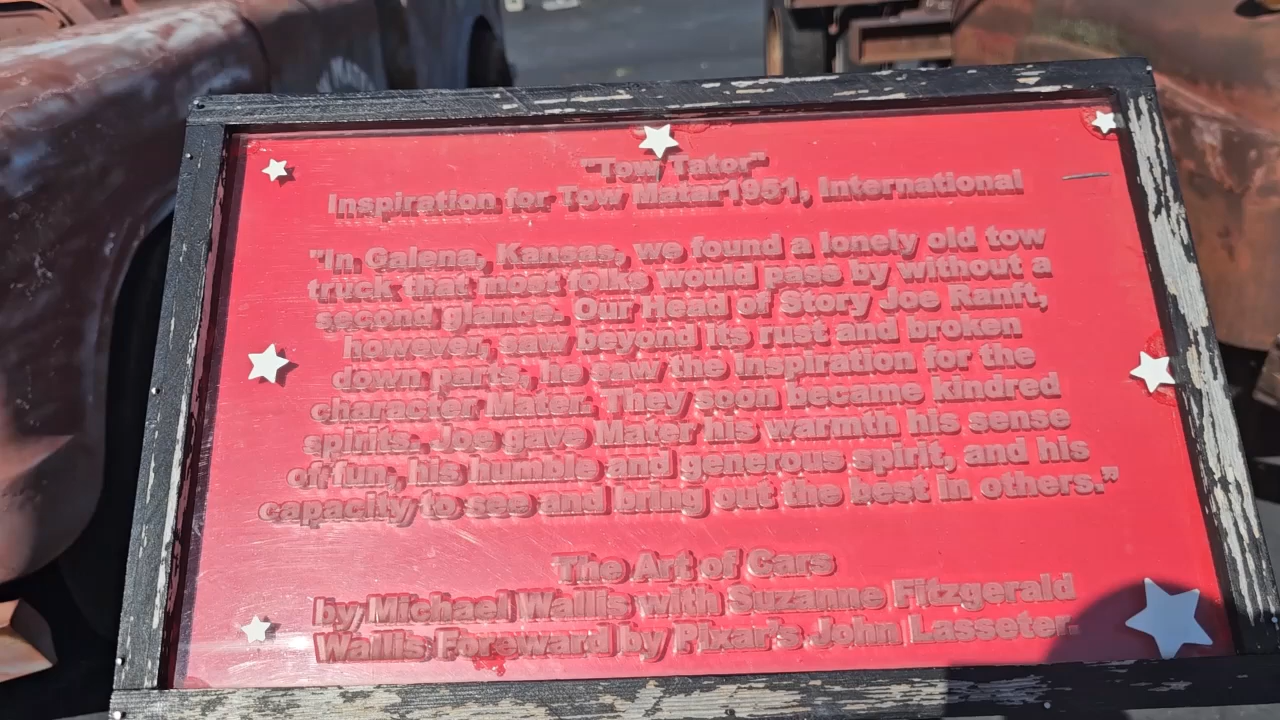 "Tow Tator"
Inspiration for Tow Matar1951, International
"In Galena, Kansas, we found a lonely old tow
truck that most folks would pass by without a
second glance. Our Head of Story Joe Ranft,
however, saw beyond its rust and broken
down parts, he saw the inspiration for the
character Mater. They soon became kindred
spirits. Joe gave Mater his warmth his sense
of fun, his humble and generous spirit, and his
capacity to see and bring out the best in others.”
The Art of Cars
by Michael Wallis with Suzanne Fitzgerald
Wallis Foreward by Pixar's John Lasseter.